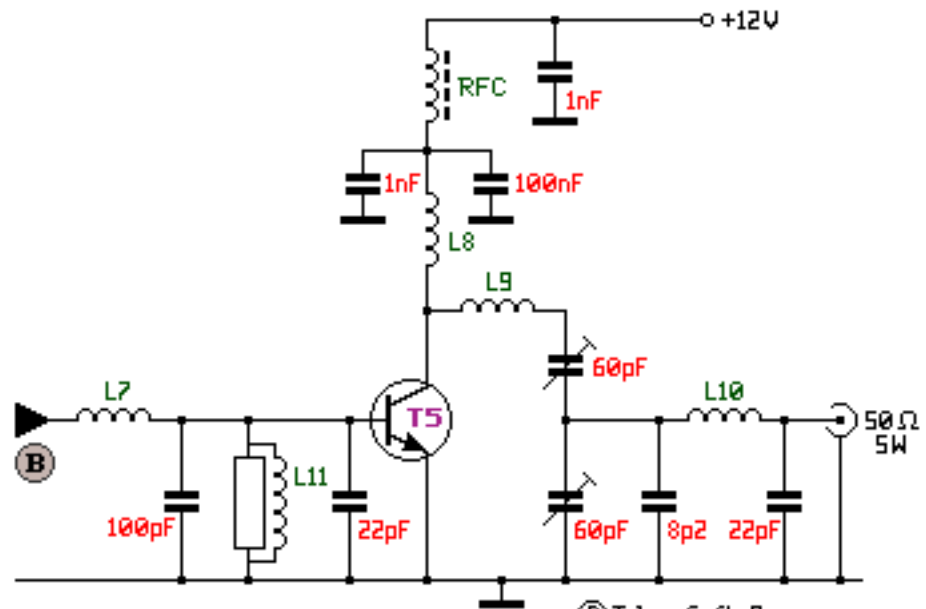 +12V
RFC
1nF
1nF
100nF
L8
L9
60pF
L7
T5
L10
50Ω
5W
B
L11
100pF
22pF
60pF
8p2
22pF